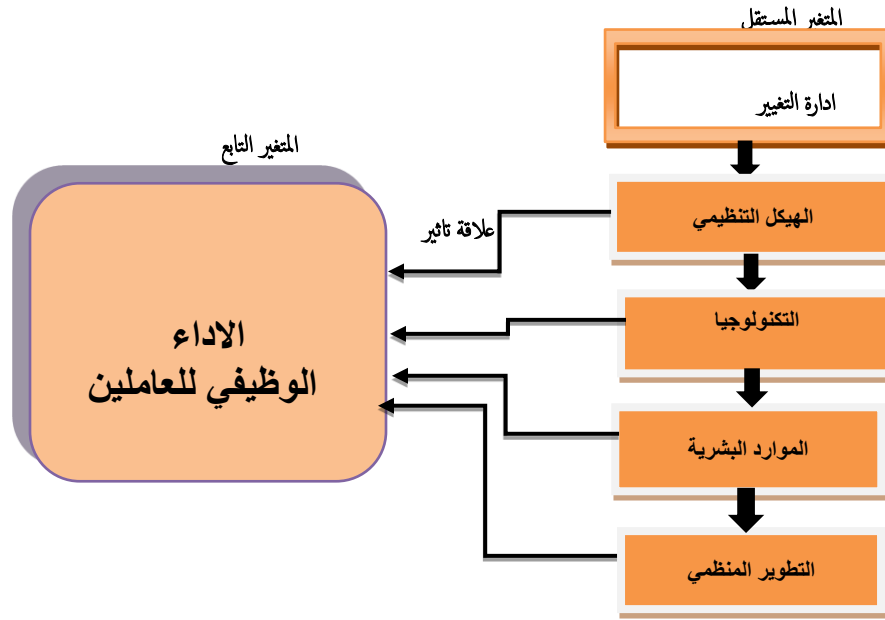 المتغير المستقل
ادارة التغيير
المتغير التابع
الهيكل التنظيمي
علاقة تاثير
التكنولوجيا
الاداء
الوظيفي للعاملين
الموارد البشرية
التطوير المنظمي